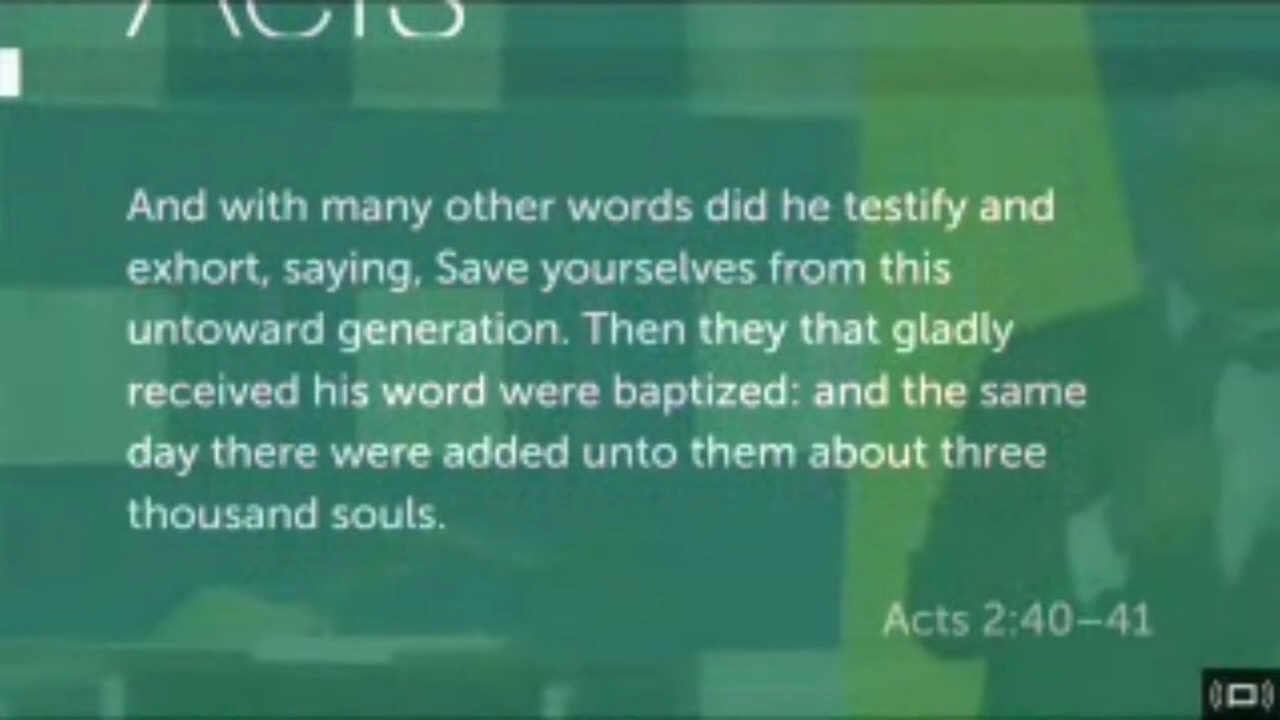 ACTS
And with many other words did he testify and
exhort, saying, Save yourselves from this
untoward generation. Then they that gladly
received his word were baptized: and the same
day there were added unto them about three
thousand souls.
Acts 2:40–41